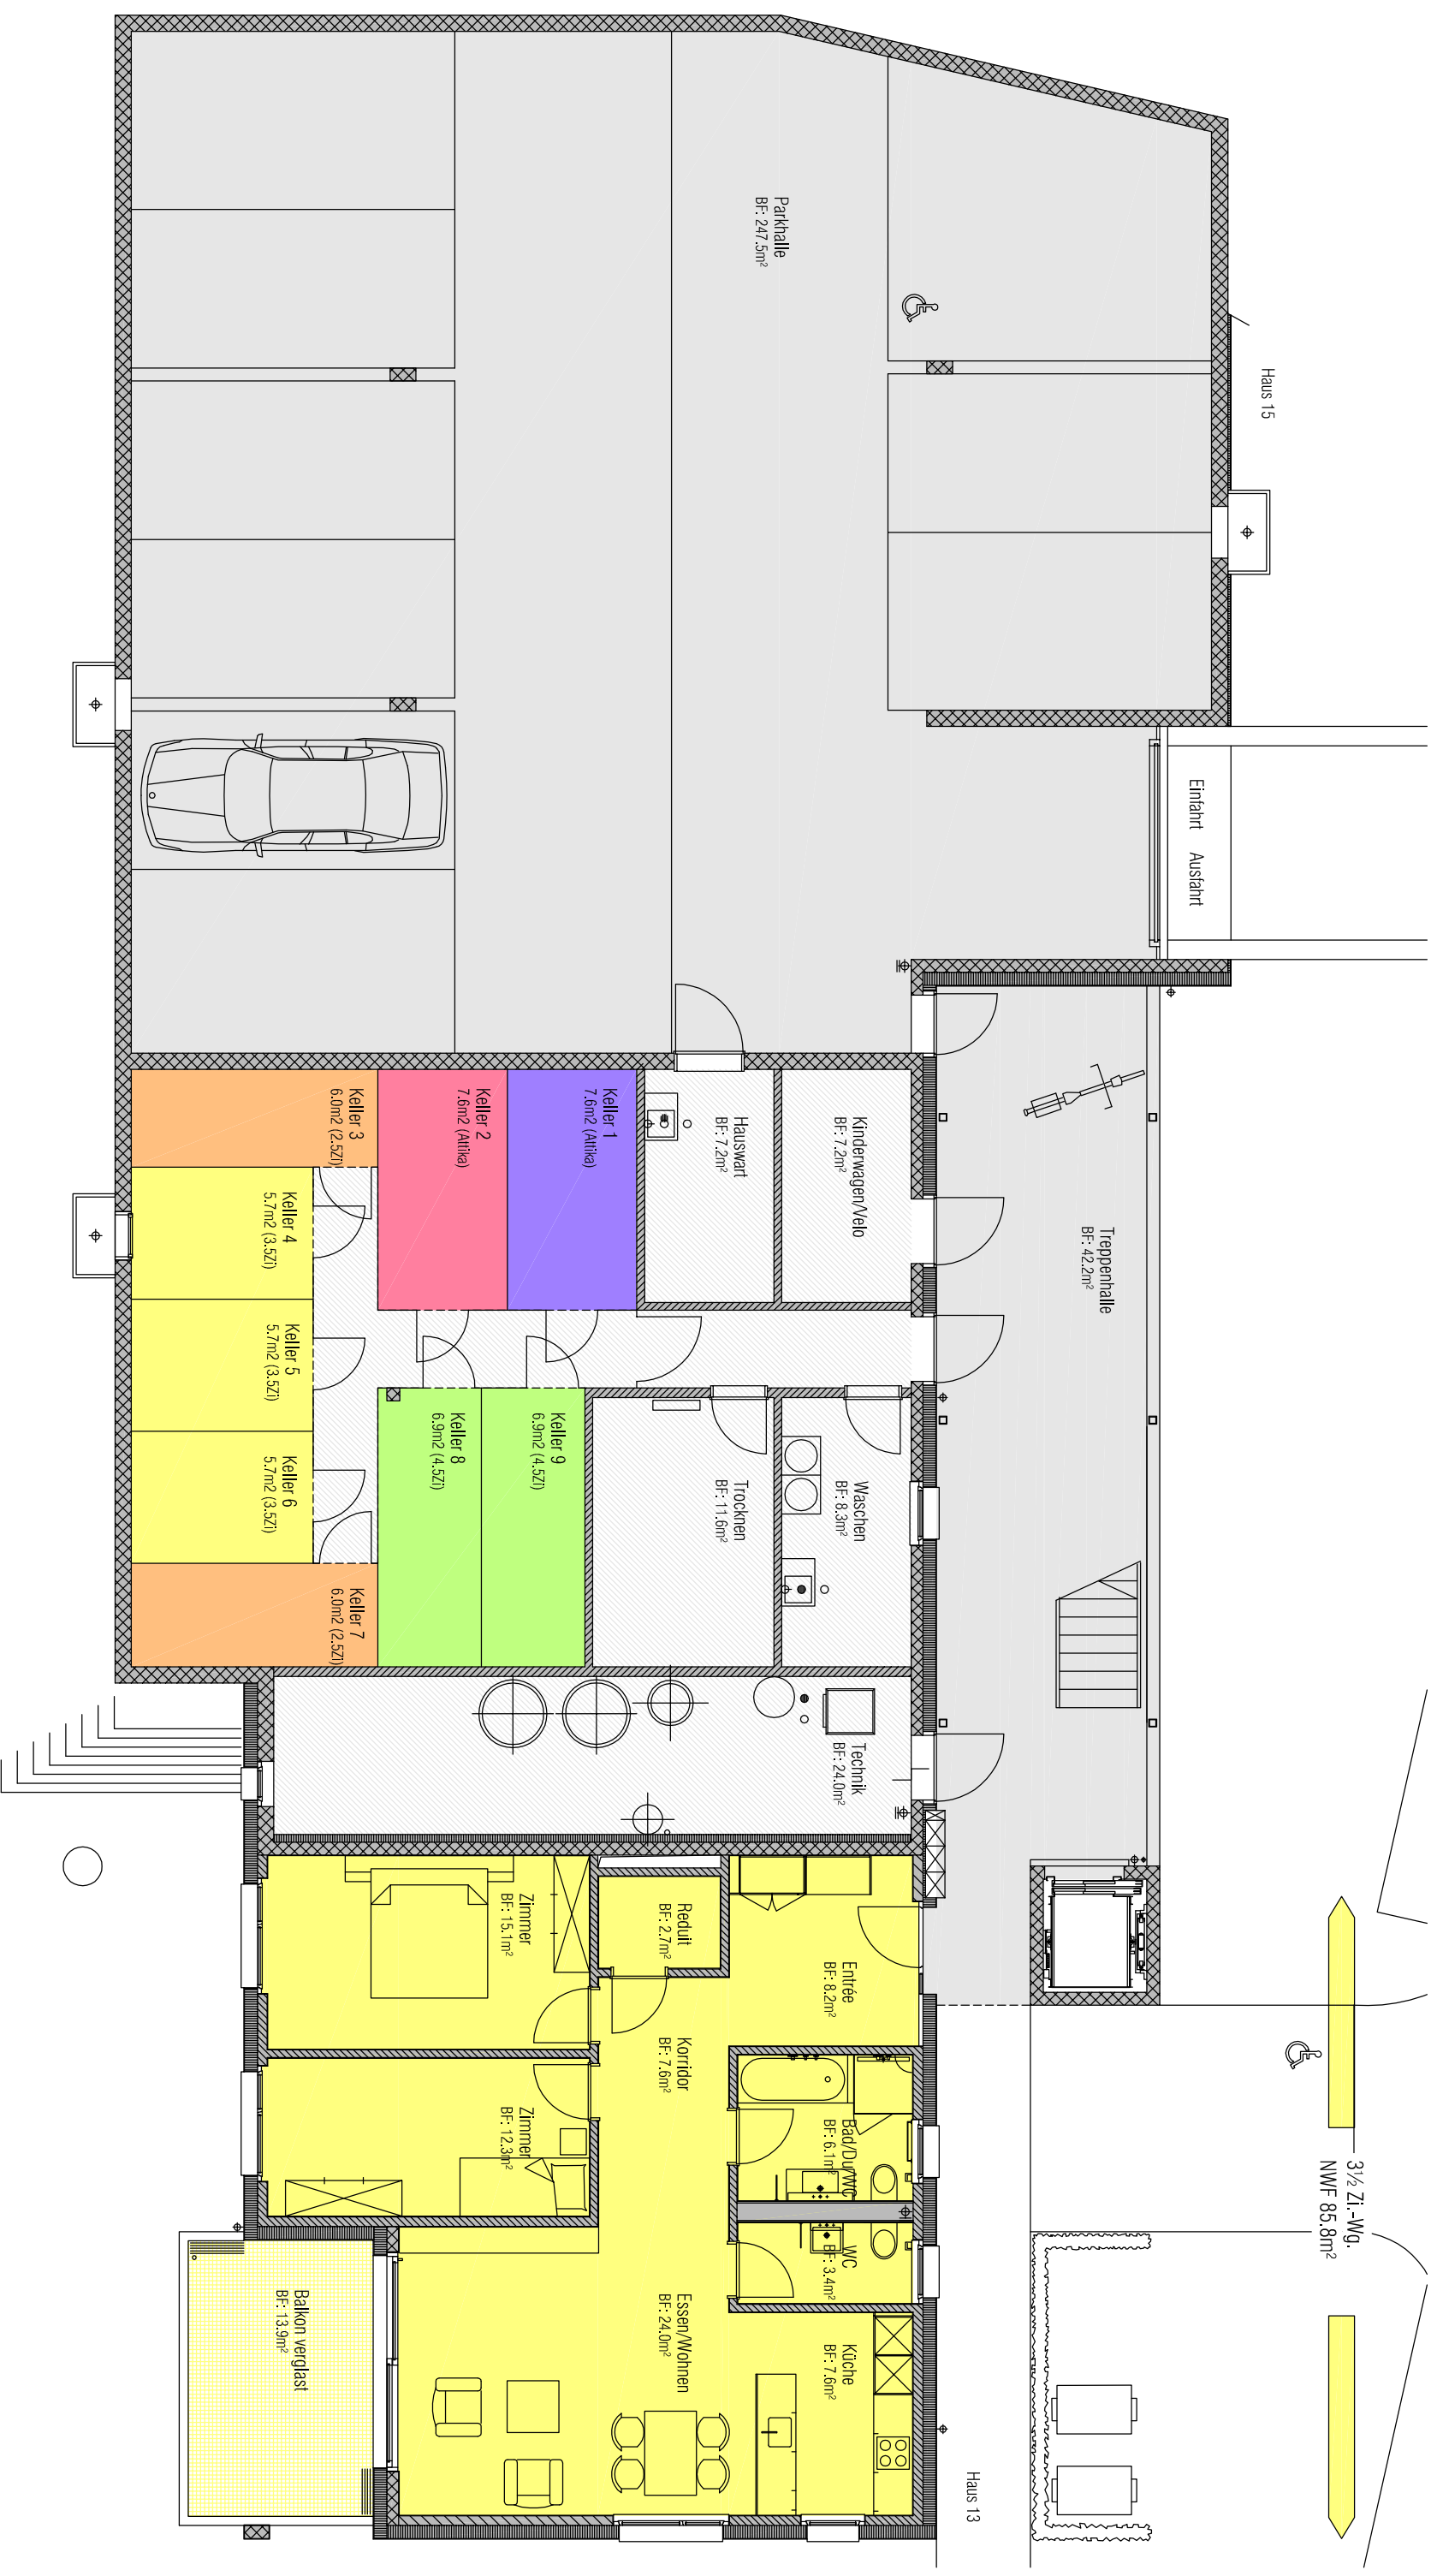 Haus 15
Parkhalle
BF: 247.5m²
Einfahrt Ausfahrt
Treppenhalle
BF: 42.2m²
Kinderwagen/Velo
BF: 7.2m²
Hauswart
BF: 7.2m²
Keller 1
7.6m2 (Attika)
Keller 2
7.6m2 (Attika)
Keller 3
6.0m2 (2.5Zi)
Keller 4
5.7m2 (3.5Zi)
Keller 5
5.7m2 (3.5Zi)
Keller 6
5.7m2 (3.5Zi)
Keller 7
6.0m2 (2.5Zi)
Keller 8
6.9m2 (4.5Zi)
Keller 9
6.9m2 (4.5Zi)
Trocknen
BF: 11.6m²
Waschen
BF: 8.3m²
Technik
BF: 24.0m²
3½ Zi.-Wg.
NWF 85.8m²
Entrée
BF: 8.2m²
Reduit
BF: 2.7m²
Zimmer
BF: 15.1m²
Korridor
BF: 7.6m²
Bad/Du/WC
BF: 6.1m²
Zimmer
BF: 12.3m²
WC
BF: 3.4m²
Küche
BF: 7.6m²
Essen/Wohnen
BF: 24.0m²
Balkon verglast
BF: 13.9m²
Haus 13